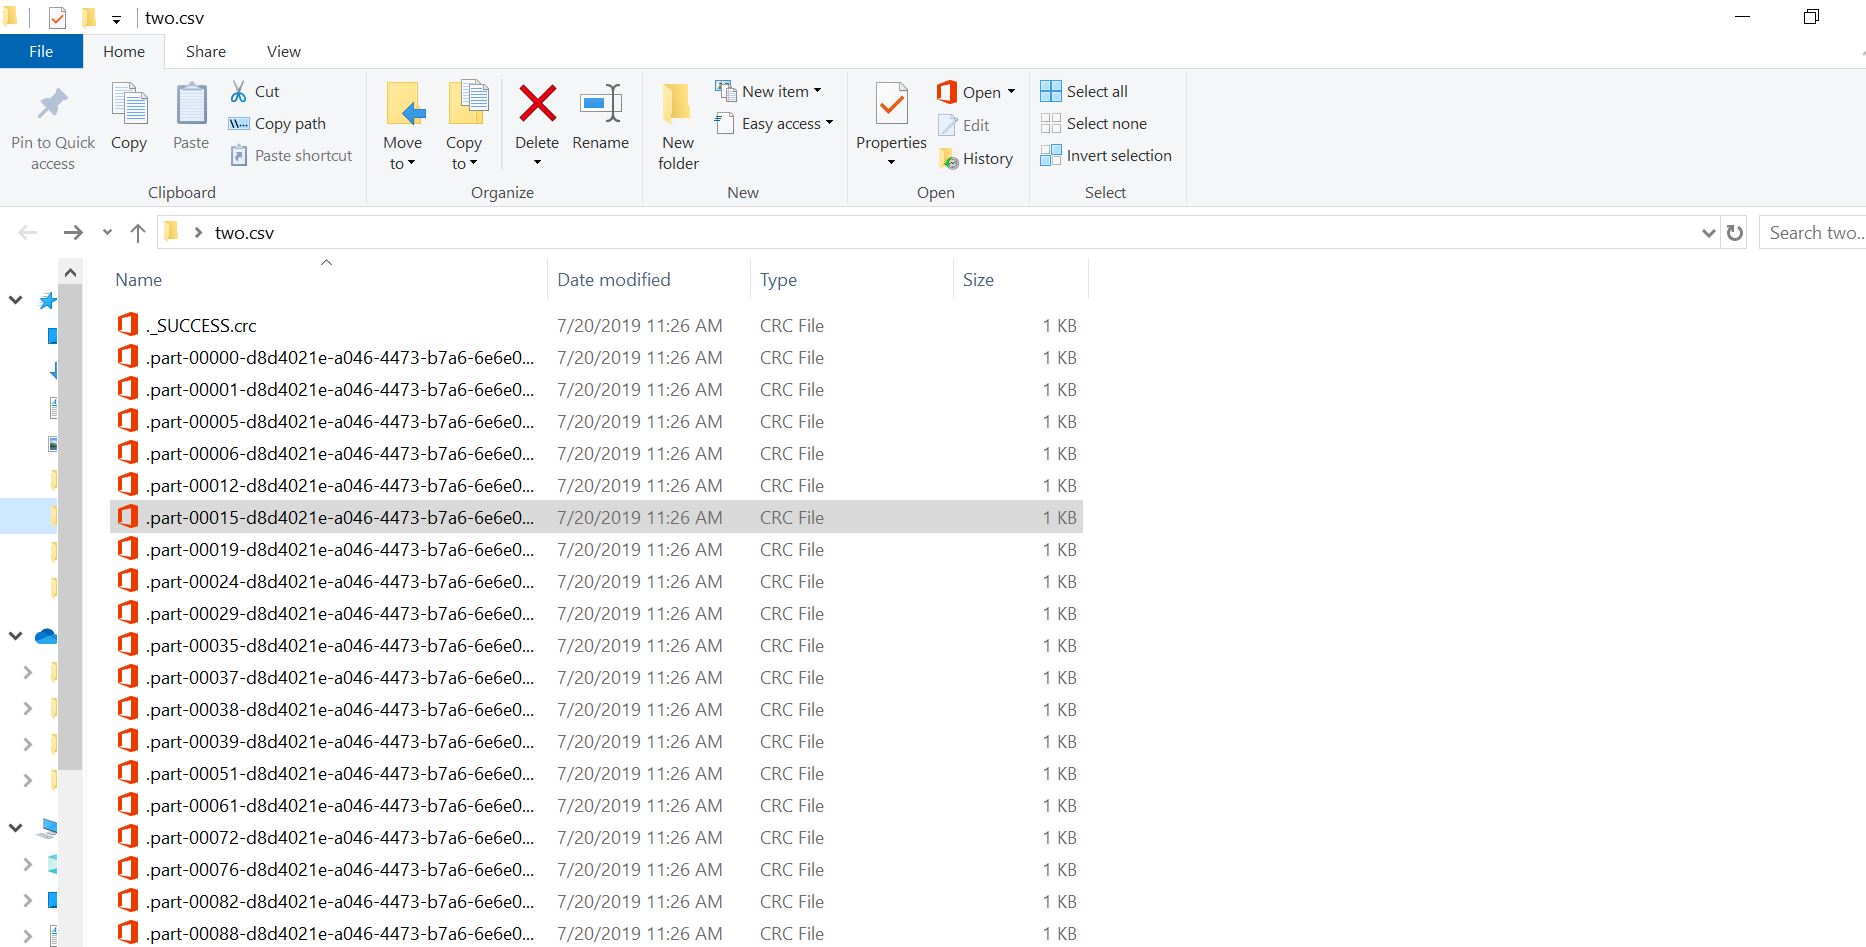 two.csv
File Home Share View
Pin to Quick access
Copy
Paste
Cut
Copy path
Paste shortcut
Clipboard
Move to
Copy to
Delete
Rename
Organize
New folder
New item
Easy access
New
Properties
Open
Edit
History
Open
Select all
Select none
Invert selection
Select
two.csv
Search two...
Name Date modified Type Size
._SUCCESS.crc 7/20/2019 11:26 AM CRC File 1 KB
.part-00000-d8d4021e-a046-4473-b7a6-6e6e0... 7/20/2019 11:26 AM CRC File 1 KB
.part-00001-d8d4021e-a046-4473-b7a6-6e6e0... 7/20/2019 11:26 AM CRC File 1 KB
.part-00005-d8d4021e-a046-4473-b7a6-6e6e0... 7/20/2019 11:26 AM CRC File 1 KB
.part-00006-d8d4021e-a046-4473-b7a6-6e6e0... 7/20/2019 11:26 AM CRC File 1 KB
.part-00012-d8d4021e-a046-4473-b7a6-6e6e0... 7/20/2019 11:26 AM CRC File 1 KB
.part-00015-d8d4021e-a046-4473-b7a6-6e6e0... 7/20/2019 11:26 AM CRC File 1 KB
.part-00019-d8d4021e-a046-4473-b7a6-6e6e0... 7/20/2019 11:26 AM CRC File 1 KB
.part-00024-d8d4021e-a046-4473-b7a6-6e6e0... 7/20/2019 11:26 AM CRC File 1 KB
.part-00029-d8d4021e-a046-4473-b7a6-6e6e0... 7/20/2019 11:26 AM CRC File 1 KB
.part-00035-d8d4021e-a046-4473-b7a6-6e6e0... 7/20/2019 11:26 AM CRC File 1 KB
.part-00037-d8d4021e-a046-4473-b7a6-6e6e0... 7/20/2019 11:26 AM CRC File 1 KB
.part-00038-d8d4021e-a046-4473-b7a6-6e6e0... 7/20/2019 11:26 AM CRC File 1 KB
.part-00039-d8d4021e-a046-4473-b7a6-6e6e0... 7/20/2019 11:26 AM CRC File 1 KB
.part-00051-d8d4021e-a046-4473-b7a6-6e6e0... 7/20/2019 11:26 AM CRC File 1 KB
.part-00061-d8d4021e-a046-4473-b7a6-6e6e0... 7/20/2019 11:26 AM CRC File 1 KB
.part-00072-d8d4021e-a046-4473-b7a6-6e6e0... 7/20/2019 11:26 AM CRC File 1 KB
.part-00076-d8d4021e-a046-4473-b7a6-6e6e0... 7/20/2019 11:26 AM CRC File 1 KB
.part-00082-d8d4021e-a046-4473-b7a6-6e6e0... 7/20/2019 11:26 AM CRC File 1 KB
.part-00088-d8d4021e-a046-4473-b7a6-6e6e0... 7/20/2019 11:26 AM CRC File 1 KB